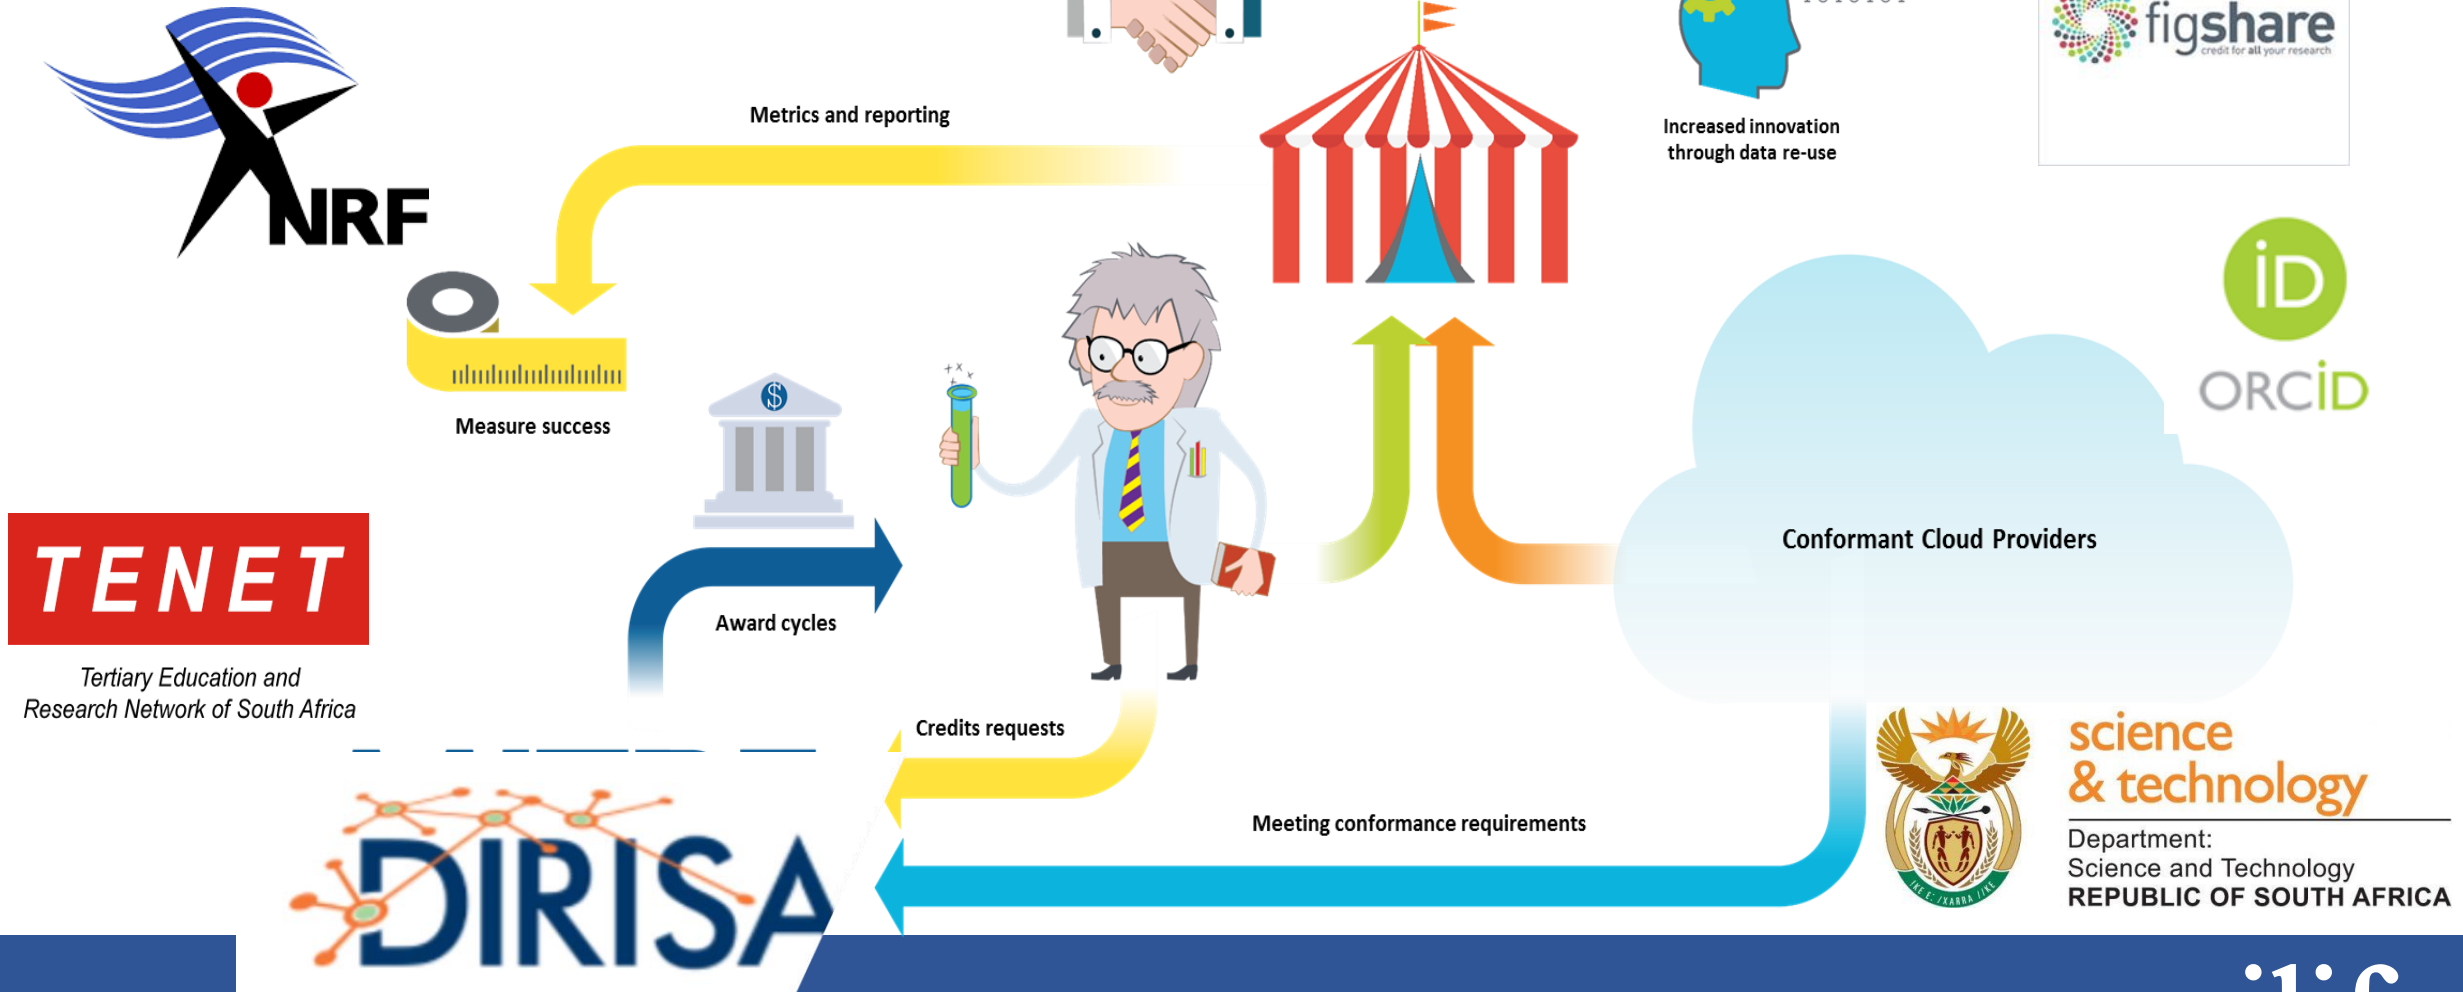 figshare
credit for all your research
Metrics and reporting
Increased innovation
through data re-use
NRF
iD
ORCiD
Measure success
$
Conformant Cloud Providers
TENET
Tertiary Education and
Research Network of South Africa
Award cycles
Credits requests
science
& technology
Department:
Science and Technology
REPUBLIC OF SOUTH AFRICA
Meeting conformance requirements
DIRISA